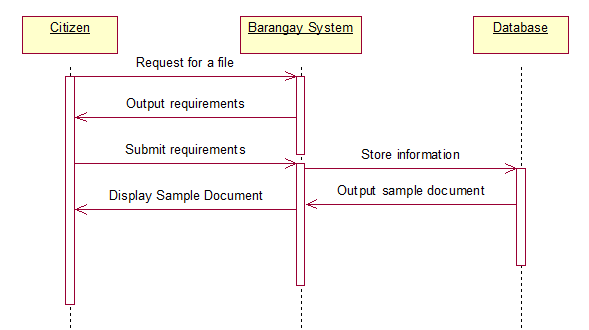 Citizen
Barangay System
Database
Request for a file
Output requirements
Submit requirements
Store information
Output sample document
Display Sample Document